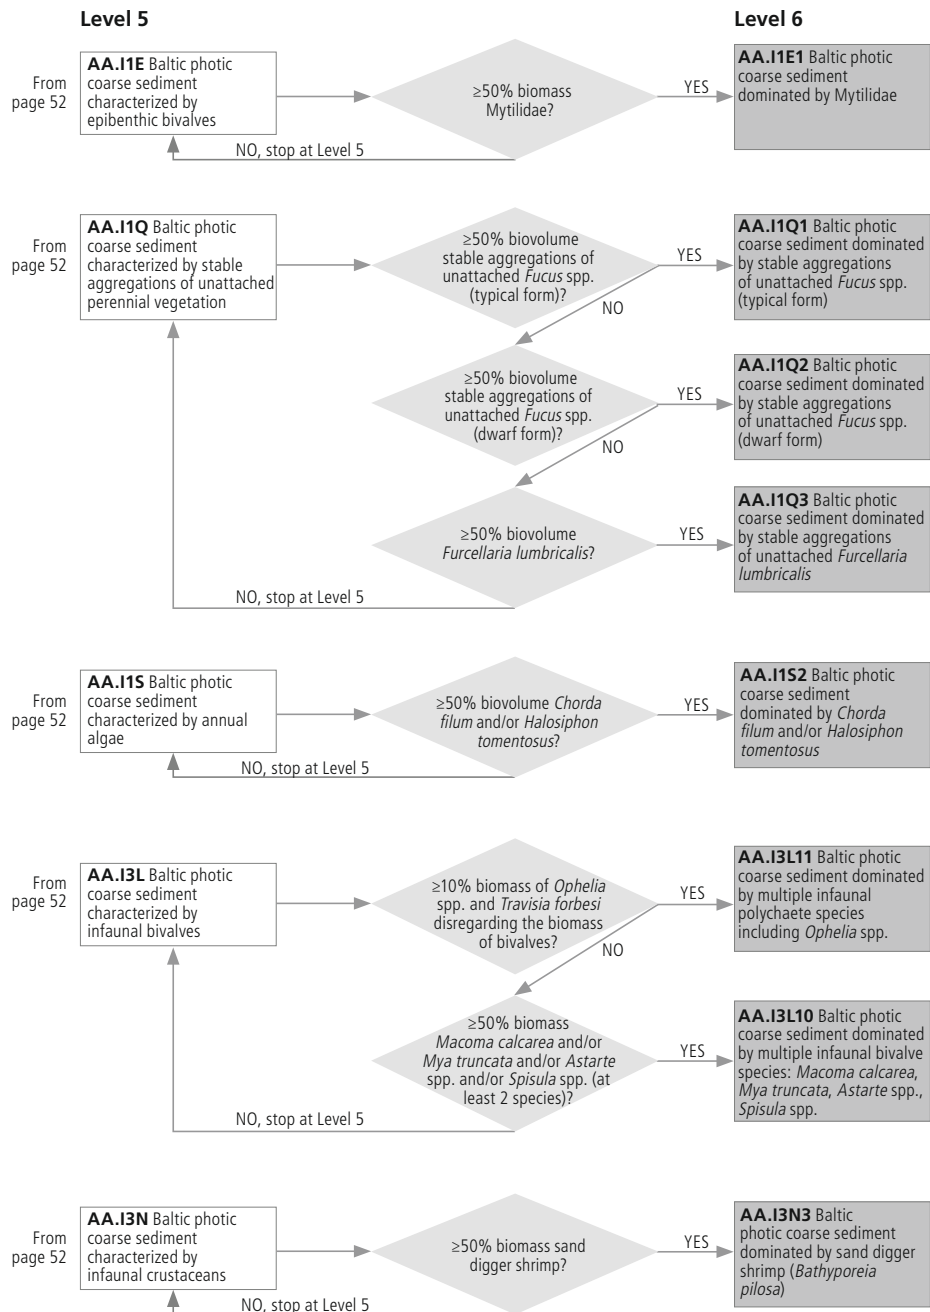 Level 5
Level 6
From
page 52
AA.I1E Baltic photic
coarse sediment
characterized by
epibenthic bivalves
≥50% biomass
Mytilidae?
YES
AA.I1E1 Baltic photic
coarse sediment
dominated by Mytilidae
NO, stop at Level 5
From
page 52
AA.I1Q Baltic photic
coarse sediment
characterized by stable
aggregations of unattached
perennial vegetation
≥50% biovolume
stable aggregations of
unattached Fucus spp.
(typical form)?
YES
NO
AA.I1Q1 Baltic photic
coarse sediment dominated
by stable aggregations
of unattached Fucus spp.
(typical form)
≥50% biovolume
stable aggregations of
unattached Fucus spp.
(dwarf form)?
YES
NO
AA.I1Q2 Baltic photic
coarse sediment dominated
by stable aggregations
of unattached Fucus spp.
(dwarf form)
≥50% biovolume
Furcellaria lumbricalis?
YES
AA.I1Q3 Baltic photic
coarse sediment dominated
by stable aggregations
of unattached Furcellaria
lumbricalis
NO, stop at Level 5
From
page 52
AA.I1S Baltic photic
coarse sediment
characterized by annual
algae
≥50% biovolume Chorda
filum and/or Halosiphon
tomentosus?
YES
AA.I1S2 Baltic photic
coarse sediment
dominated by Chorda
filum and/or Halosiphon
tomentosus
NO, stop at Level 5
From
page 52
AA.I3L Baltic photic
coarse sediment
characterized by
infaunal bivalves
≥10% biomass of Ophelia
spp. and Travisia forbesi
disregarding the biomass
of bivalves?
YES
NO
AA.I3L11 Baltic photic
coarse sediment dominated
by multiple infaunal
polychaete species
including Ophelia spp.
≥50% biomass
Macoma calcarea and/or
Mya truncata and/or Astarte
spp. and/or Spisula spp. (at
least 2 species)?
YES
AA.I3L10 Baltic photic
coarse sediment dominated
by multiple infaunal bivalve
species: Macoma calcarea,
Mya truncata, Astarte spp.,
Spisula spp.
NO, stop at Level 5
From
page 52
AA.I3N Baltic photic
coarse sediment
characterized by
infaunal crustaceans
≥50% biomass sand
digger shrimp?
YES
AA.I3N3 Baltic
photic coarse sediment
dominated by sand digger
shrimp (Bathyporeia
pilosa)
NO, stop at Level 5